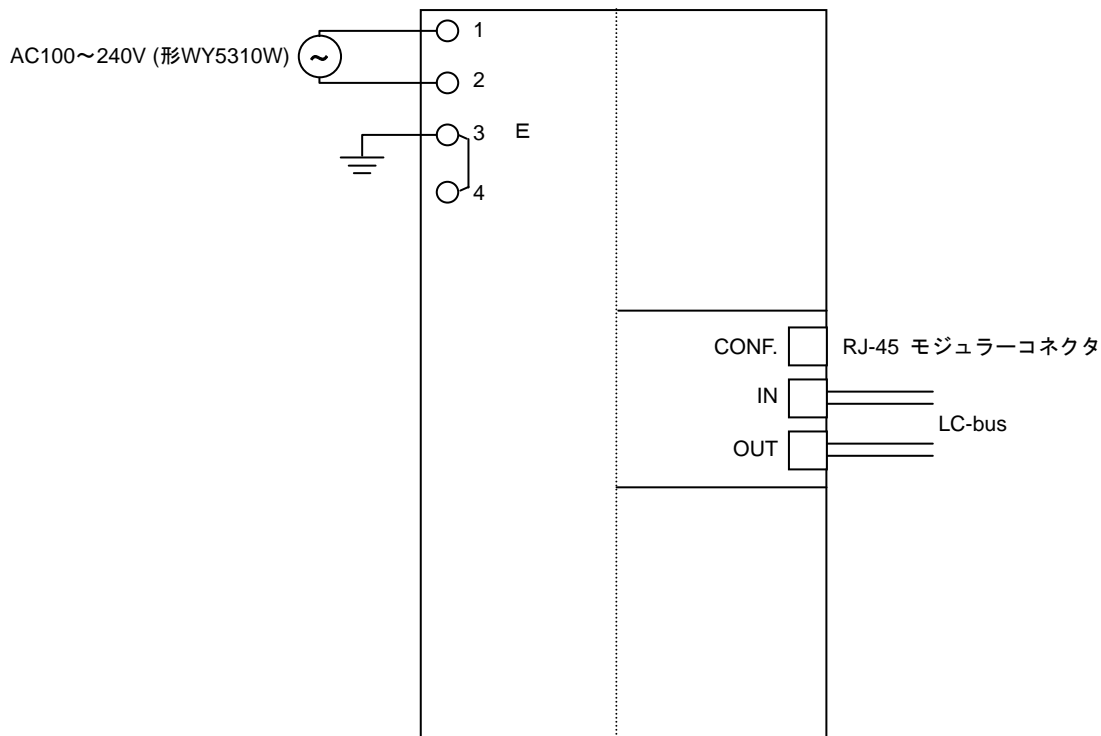 AC100～240V (形WY5310W)
~
1
2
3 E
4
CONF.
RJ-45 モジュラーコネクタ
IN
LC-bus
OUT